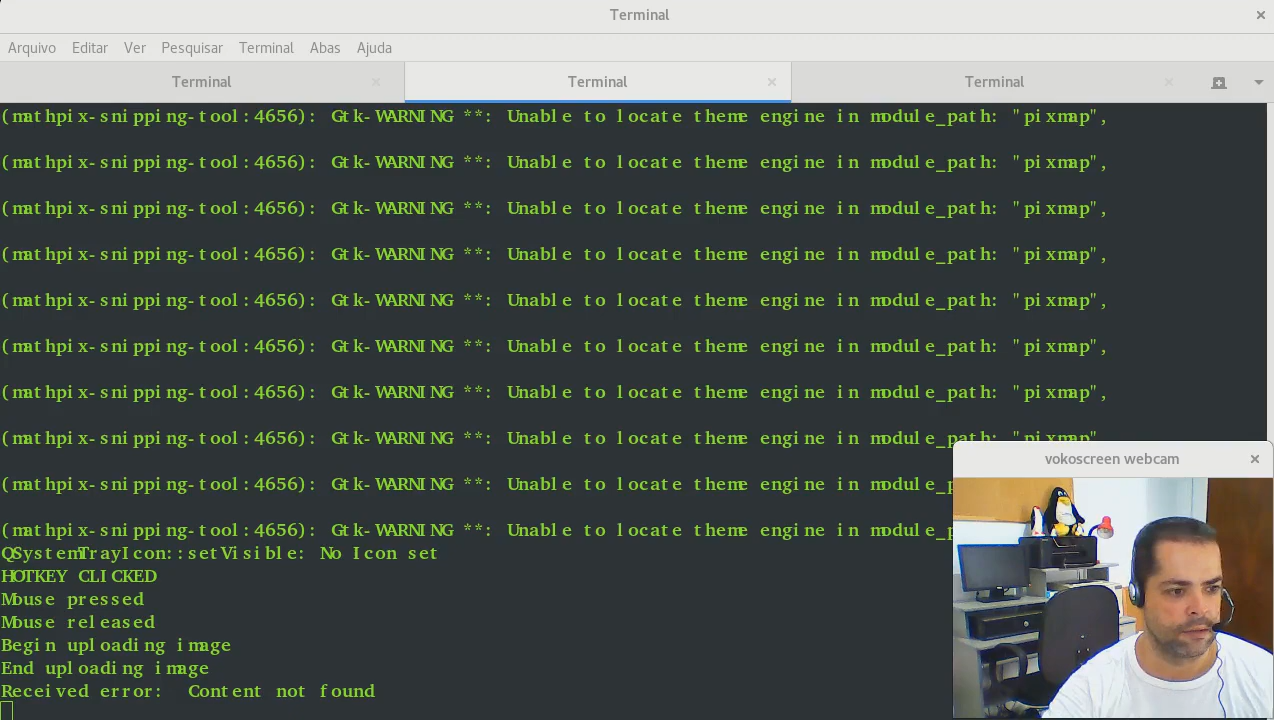 Terminal
Arquivo Editar Ver Pesquisar Terminal Abas Ajuda
Terminal Terminal Terminal
(mathpix-snipping-tool:4656): Gtk-WARNING **: Unable to locate theme engine in module_path: "pixmap",
(mathpix-snipping-tool:4656): Gtk-WARNING **: Unable to locate theme engine in module_path: "pixmap",
(mathpix-snipping-tool:4656): Gtk-WARNING **: Unable to locate theme engine in module_path: "pixmap",
(mathpix-snipping-tool:4656): Gtk-WARNING **: Unable to locate theme engine in module_path: "pixmap",
(mathpix-snipping-tool:4656): Gtk-WARNING **: Unable to locate theme engine in module_path: "pixmap",
(mathpix-snipping-tool:4656): Gtk-WARNING **: Unable to locate theme engine in module_path: "pixmap",
(mathpix-snipping-tool:4656): Gtk-WARNING **: Unable to locate theme engine in module_path: "pixmap",
(mathpix-snipping-tool:4656): Gtk-WARNING **: Unable to locate theme engine in module_path: "pixmap",
vokoscreen webcam
(mathpix-snipping-tool:4656): Gtk-WARNING **: Unable to locate theme engine in module_p
(mathpix-snipping-tool:4656): Gtk-WARNING **: Unable to locate theme engine in module_p
QSystemTrayIcon::setVisible: No Icon set
HOTKEY CLICKED
Mouse pressed
Mouse released
Begin uploading image
End uploading image
Received error:  Content not found